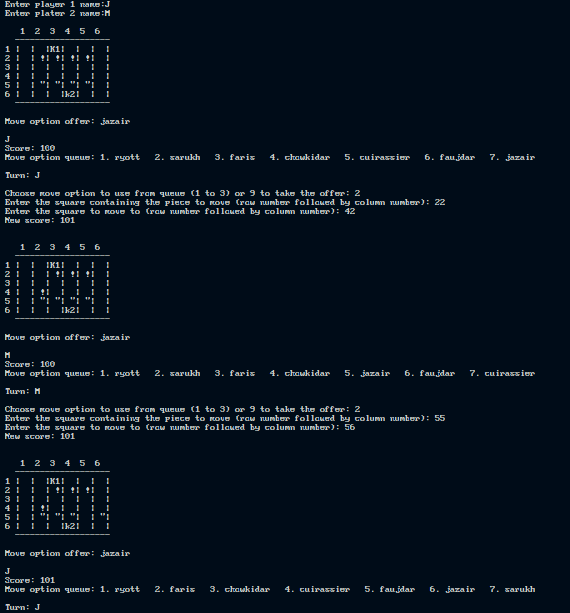 Enter player 1 name:J
Enter plater 2 name:M
1 2 3 4 5 6
-------------------
1 | | |K1| | | |
2 | | !| !| !| !| |
3 | | | | | | |
4 | | | | | | |
5 | | "| "| "| "| |
6 | | | |k2| | |
-------------------
Move option offer: jazair
J
Score: 100
Move option queue: 1. ryott 2. sarukh 3. faris 4. chowkidar 5. cuirassier 6. faujdar 7. jazair
Turn: J
Choose move option to use from queue (1 to 3) or 9 to take the offer: 2
Enter the square containing the piece to move (row number followed by column number): 22
Enter the square to move to (row number followed by column number): 42
New score: 101
1 2 3 4 5 6
-------------------
1 | | |K1| | | |
2 | | | !| !| !| |
3 | | | | | | |
4 | | !| | | | |
5 | | "| "| "| "| |
6 | | | |k2| | |
-------------------
Move option offer: jazair
M
Score: 100
Move option queue: 1. ryott 2. sarukh 3. faris 4. chowkidar 5. jazair 6. faujdar 7. cuirassier
Turn: M
Choose move option to use from queue (1 to 3) or 9 to take the offer: 2
Enter the square containing the piece to move (row number followed by column number): 55
Enter the square to move to (row number followed by column number): 56
New score: 101
1 2 3 4 5 6
-------------------
1 | | |K1| | | |
2 | | | !| !| !| |
3 | | | | | | |
4 | | !| | | | |
5 | | "| "| "| | "|
6 | | | |k2| | |
-------------------
Move option offer: jazair
J
Score: 101
Move option queue: 1. ryott 2. faris 3. chowkidar 4. cuirassier 5. faujdar 6. jazair 7. sarukh
Turn: J